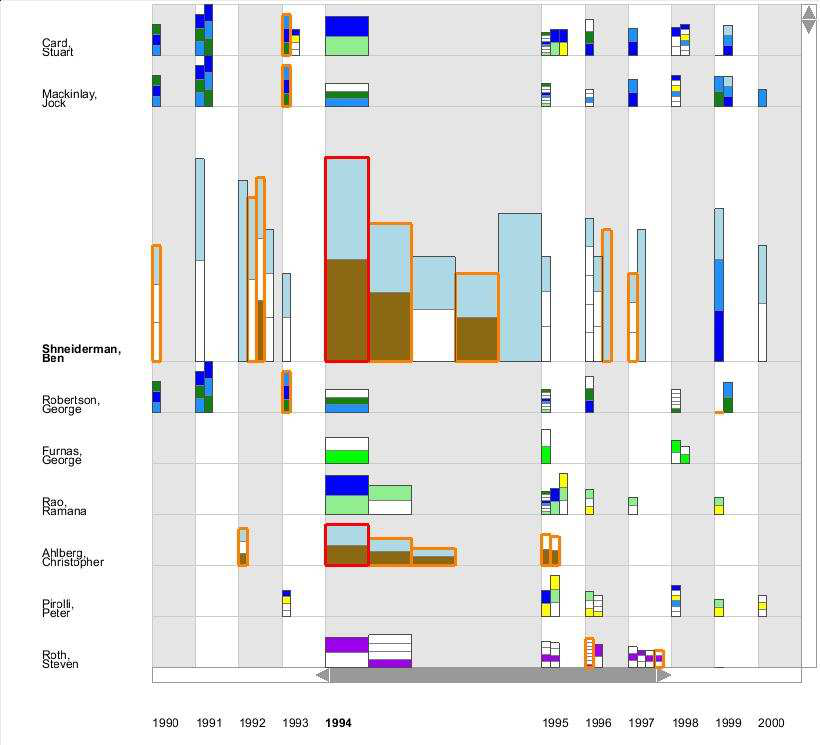 Card,
Stuart
Mackinlay,
Jock
Shneiderman,
Ben
Robertson,
George
Furnas,
George
Rao,
Ramana
Ahlberg,
Christopher
Pirolli,
Peter
Roth,
Steven
1990 1991 1992 1993 1994 1995 1996 1997 1998 1999 2000